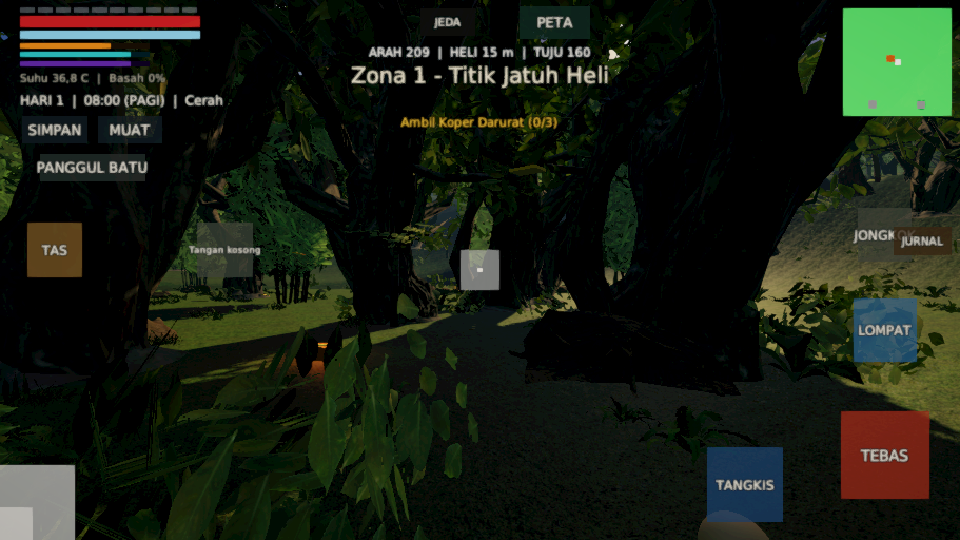 JEDA
PETA
ARAH 209 | HELI 15 m | TUJU 160
Zona 1 - Titik Jatuh Heli
Suhu 36,8 C | Basah 0%
HARI 1 | 08:00 (PAGI) | Cerah
Ambil Koper Darurat (0/3)
SIMPAN
MUAT
PANGGUL BATU
TAS
Tangan kosong
JURNAL
LOMPAT
TEBAS
TANGKIS